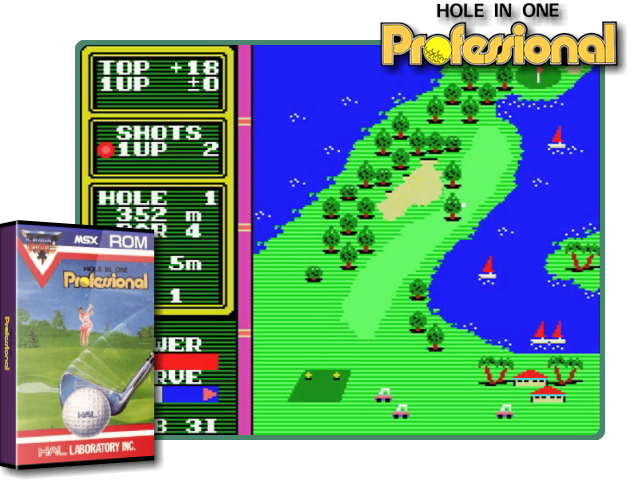 HOLE IN ONE
Professional
TOP +18
1UP ±0
SHOTS
1UP 2
HOLE 1
352 m
PAR 4
5m
1
MSX ROM
HOLE IN ONE
Professional
Professional
HAL
HAL LABORATORY INC.